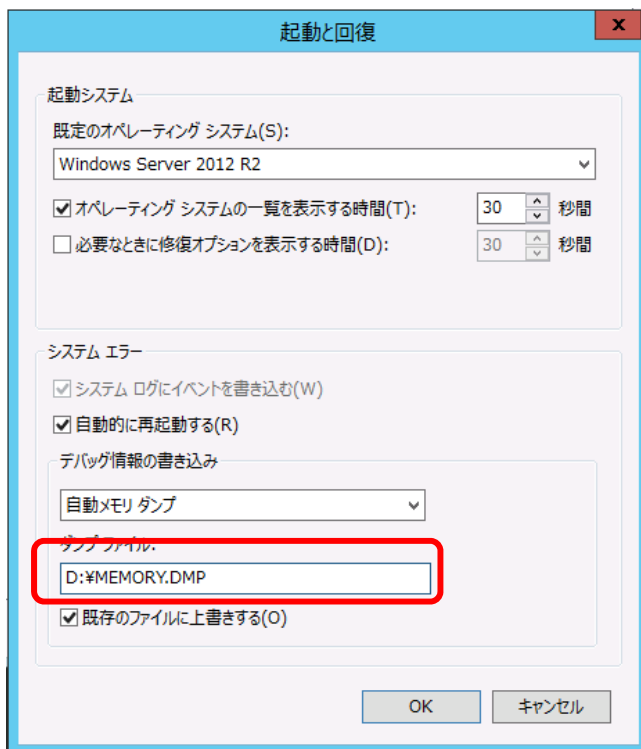 起動と回復
x
起動システム
既定のオペレーティング システム(S):
Windows Server 2012 R2
オペレーティング システムの一覧を表示する時間(T): 30 秒間
必要なときに修復オプションを表示する時間(D): 30 秒間
システム エラー
システム ログにイベントを書き込む(W)
自動的に再起動する(R)
デバッグ情報の書き込み
自動メモリ ダンプ
ダンプ ファイル:
D:¥MEMORY.DMP
既存のファイルに上書きする(O)
OK キャンセル